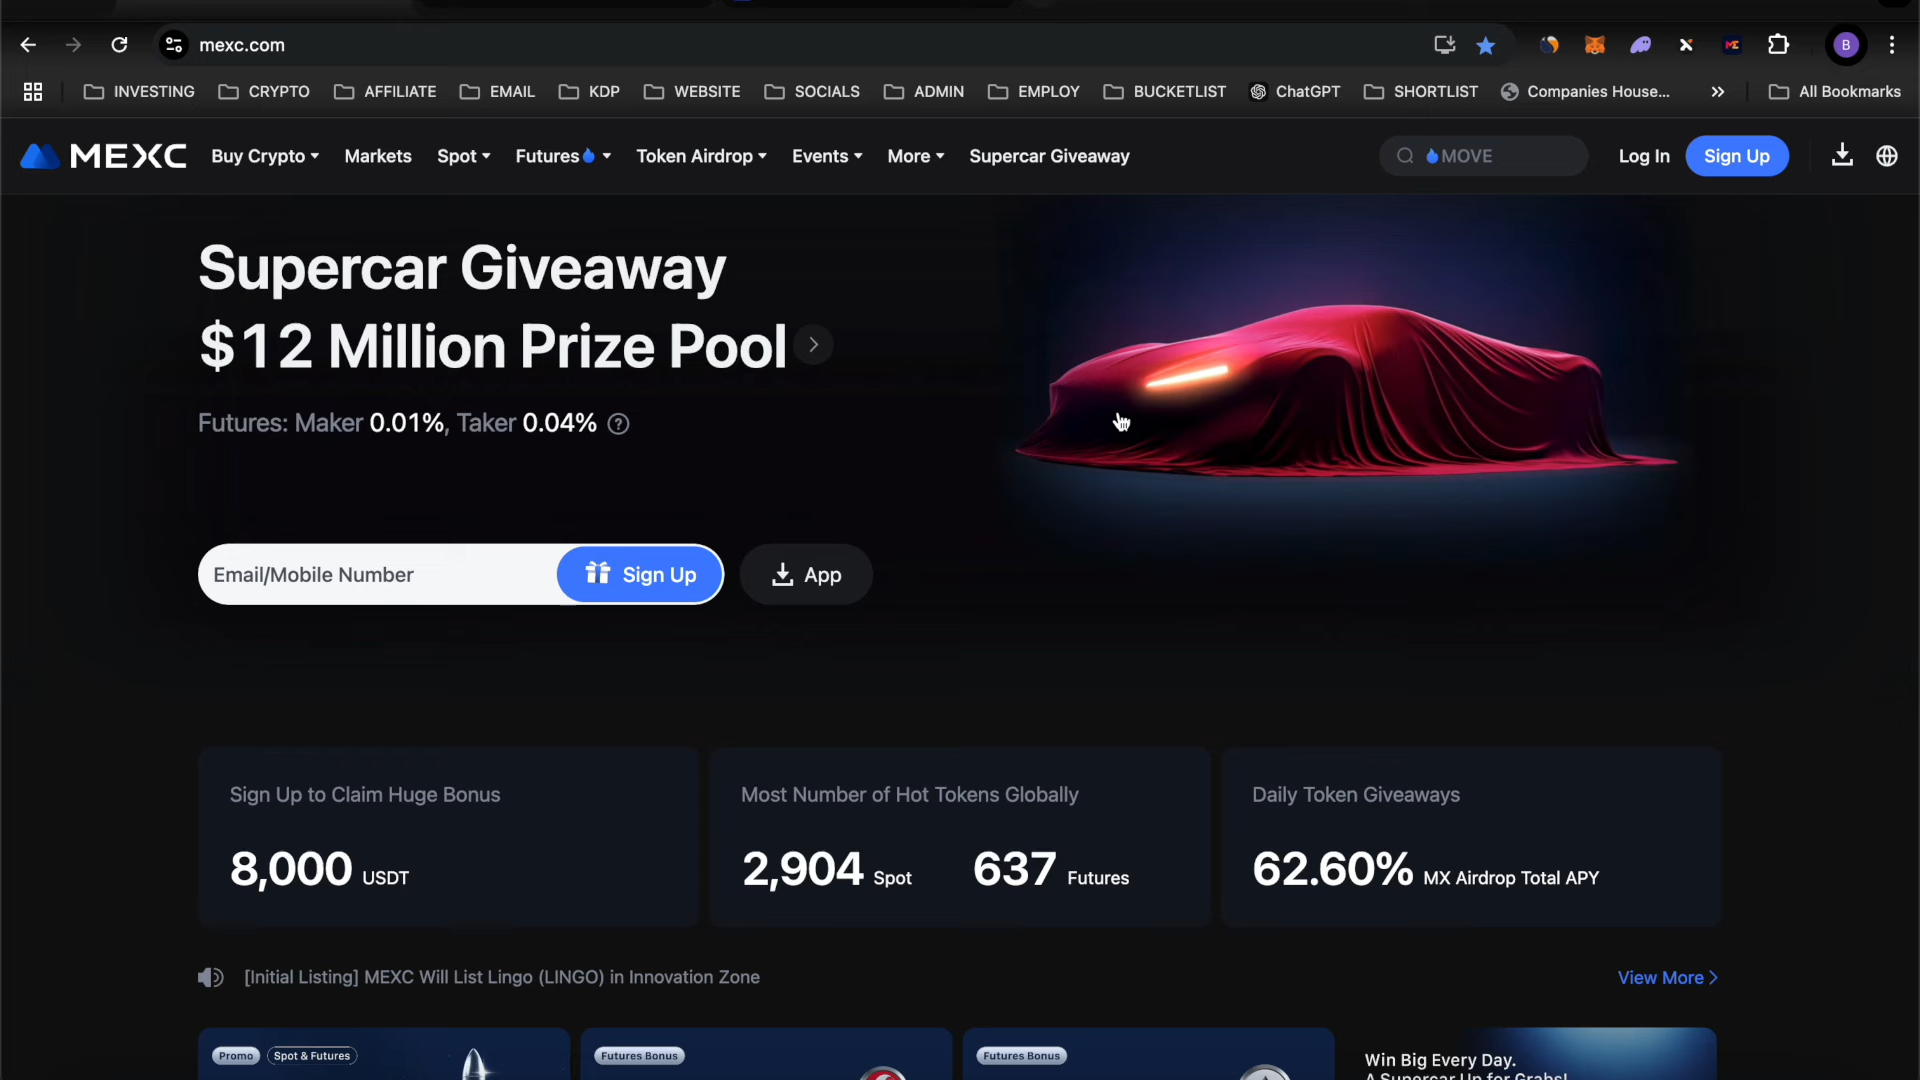 mexc.com
B
INVESTING CRYPTO AFFILIATE EMAIL KDP WEBSITE SOCIALS ADMIN EMPLOY BUCKETLIST ChatGPT SHORTLIST Companies House... » All Bookmarks
MEXC Buy Crypto Markets Spot Futures Token Airdrop Events More Supercar Giveaway MOVE Log In Sign Up
Supercar Giveaway
$12 Million Prize Pool
Futures: Maker 0.01%, Taker 0.04% ?
Email/Mobile Number Sign Up App
Sign Up to Claim Huge Bonus
8,000 USDT
Most Number of Hot Tokens Globally
2,904 Spot 637 Futures
Daily Token Giveaways
62.60% MX Airdrop Total APY
[Initial Listing] MEXC Will List Lingo (LINGO) in Innovation Zone View More
Promo Spot & Futures
Futures Bonus
Futures Bonus
Win Big Every Day.
A Supercar Up for Grabs!